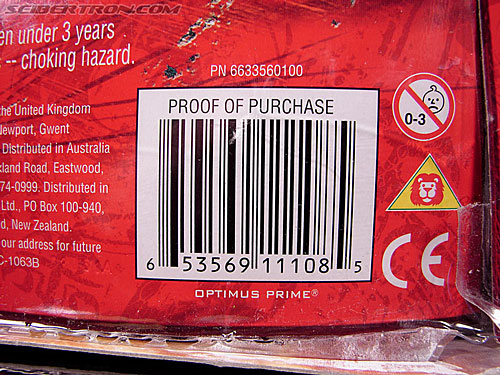 SCIBERTRON.COM
en under 3 years
-- choking hazard.
PN 6633560100
the United Kingdom
Newport, Gwent
Distributed in Australia
xland Road, Eastwood,
74-0999. Distributed in
Ltd., PO Box 100-940,
d, New Zealand.
our address for future
C-1063B
PROOF OF PURCHASE
6 53569 11108 5
OPTIMUS PRIME®
0-3
CE